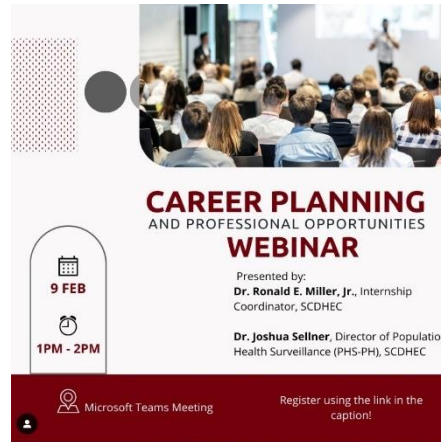 CAREER PLANNING
AND PROFESSIONAL OPPORTUNITIES
WEBINAR
9 FEB
1PM - 2PM
Presented by:
Dr. Ronald E. Miller, Jr., Internship
Coordinator, SCDHEC
Dr. Joshua Sellner, Director of Populatio
Health Surveillance (PHS-PH), SCDHEC
Microsoft Teams Meeting
Register using the link in the
caption!